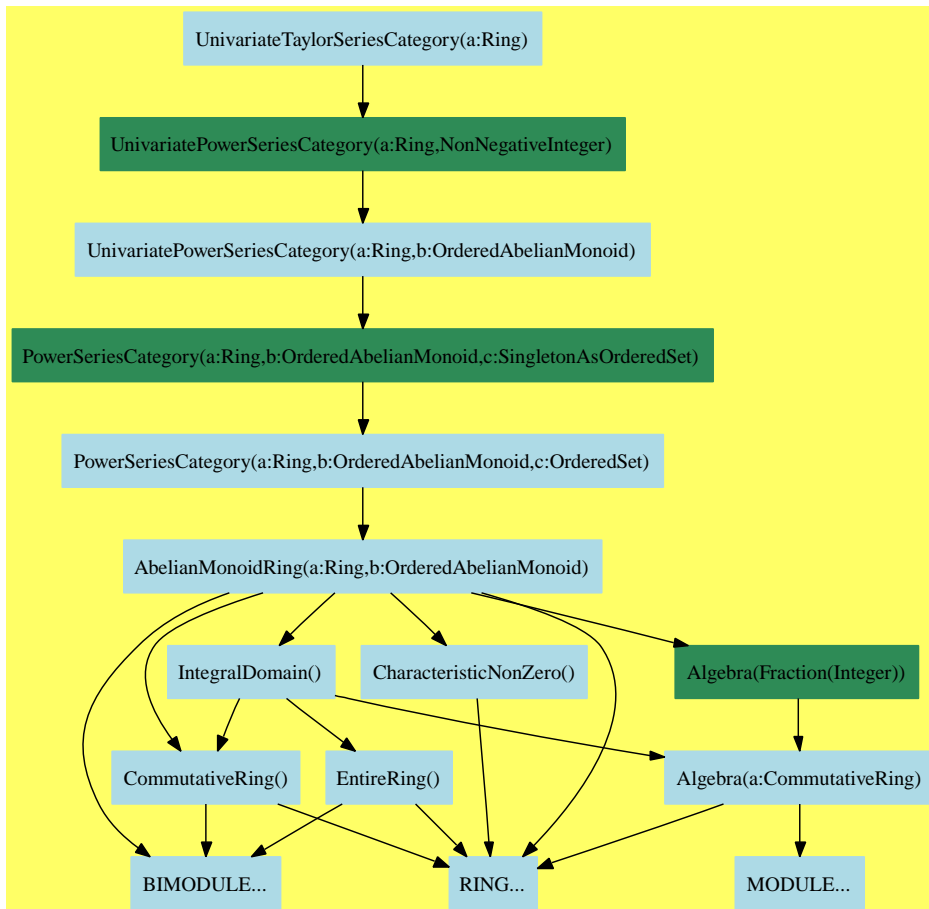 UnivariateTaylorSeriesCategory(a:Ring)
UnivariatePowerSeriesCategory(a:Ring,NonNegativeInteger)
UnivariatePowerSeriesCategory(a:Ring,b:OrderedAbelianMonoid)
PowerSeriesCategory(a:Ring,b:OrderedAbelianMonoid,c:SingletonAsOrderedSet)
PowerSeriesCategory(a:Ring,b:OrderedAbelianMonoid,c:OrderedSet)
AbelianMonoidRing(a:Ring,b:OrderedAbelianMonoid)
IntegralDomain()
CharacteristicNonZero()
Algebra(Fraction(Integer))
CommutativeRing()
EntireRing()
Algebra(a:CommutativeRing)
BIMODULE...
RING...
MODULE...